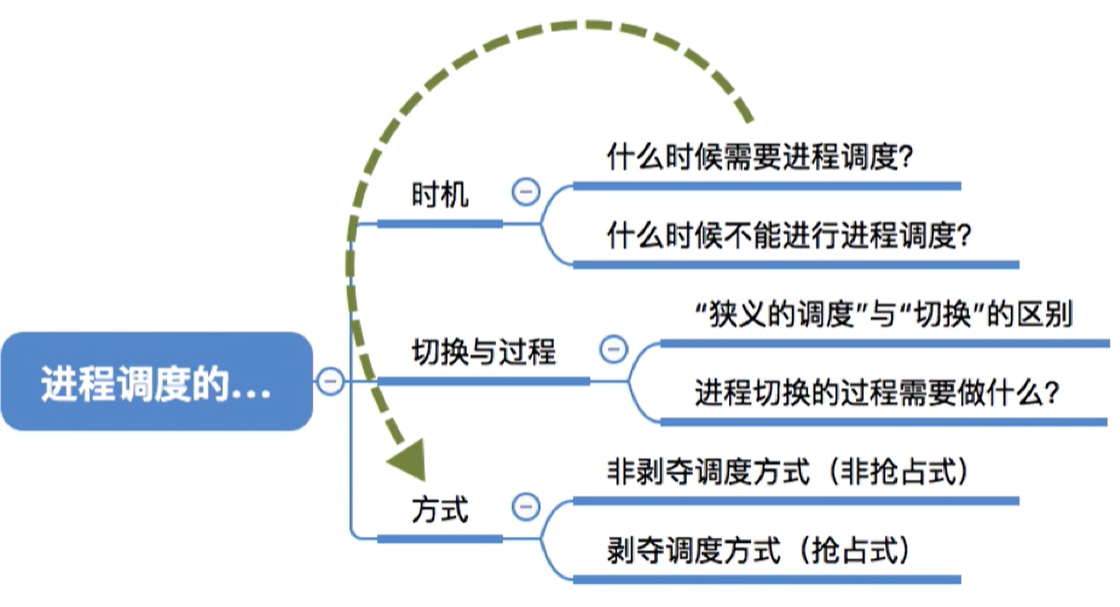 进程调度的...
时机
什么时候需要进程调度?
什么时候不能进行进程调度?
切换与过程
“狭义的调度”与“切换”的区别
进程切换的过程需要做什么?
方式
非剥夺调度方式（非抢占式）
剥夺调度方式（抢占式）